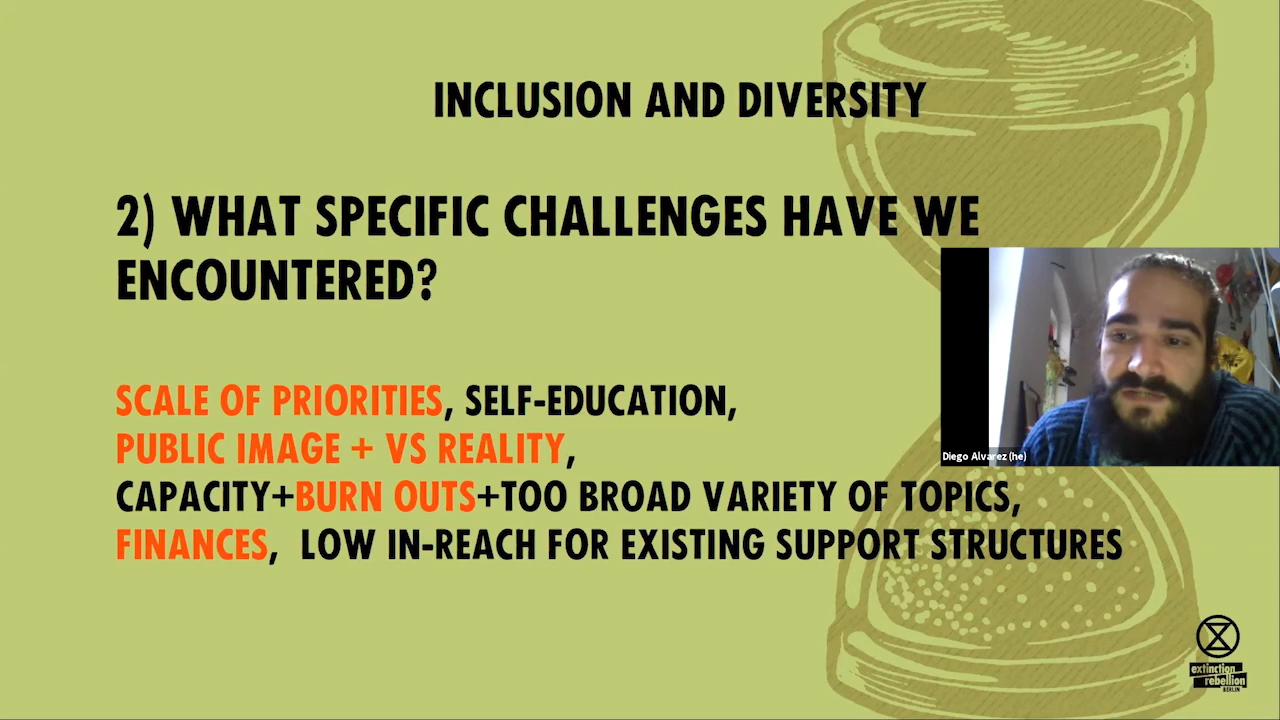 INCLUSION AND DIVERSITY
2) WHAT SPECIFIC CHALLENGES HAVE WE
ENCOUNTERED?
SCALE OF PRIORITIES, SELF-EDUCATION,
PUBLIC IMAGE + VS REALITY,
CAPACITY+BURN OUTS+TOO BROAD VARIETY OF TOPICS,
FINANCES, LOW IN-REACH FOR EXISTING SUPPORT STRUCTURES
Diego Alvarez (he)
extinction
rebellion
BERLIN